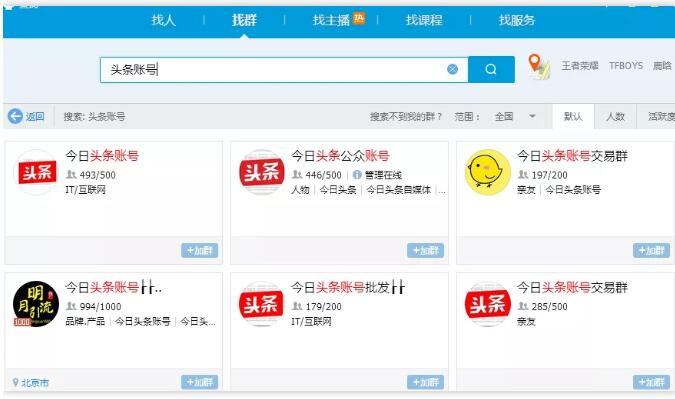 找人 找群 找主播 热 找课程 找服务
头条账号 王者荣耀 TFBOYS 鹿晗
返回 搜索: 头条账号 搜索不到我的群？ 范围： 全国 默认 人数 活跃度
头条 今日头条账号
493/500
IT/互联网
+加群
头条 今日头条公众账号
446/500 管理在线
人物 今日头条 今日头条自媒体 ...
+加群
今日头条账号交易群
197/200
亲友 今日头条账号
+加群
明月引流 今日头条账号┟┟..
994/1000
品牌.产品 今日头条账号 今日头...
北京市 +加群
头条 今日头条账号批发┟┟
179/200
IT/互联网
+加群
头条 今日头条账号交易群
285/500
亲友
+加群